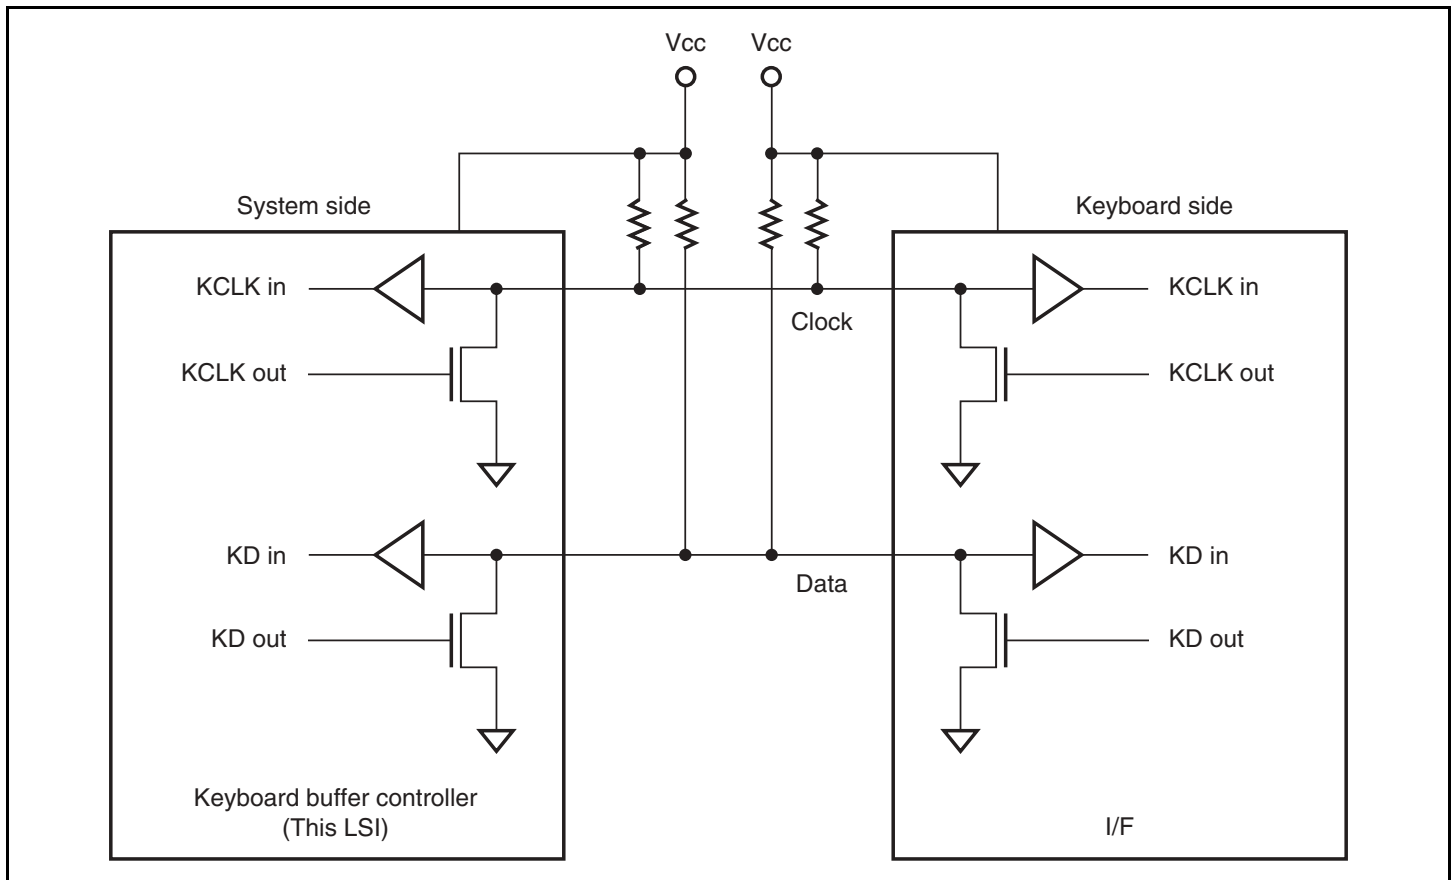 Vcc
Vcc
System side
Keyboard side
KCLK in
KCLK in
Clock
KCLK out
KCLK out
KD in
KD in
Data
KD out
KD out
Keyboard buffer controller
(This LSI)
I/F